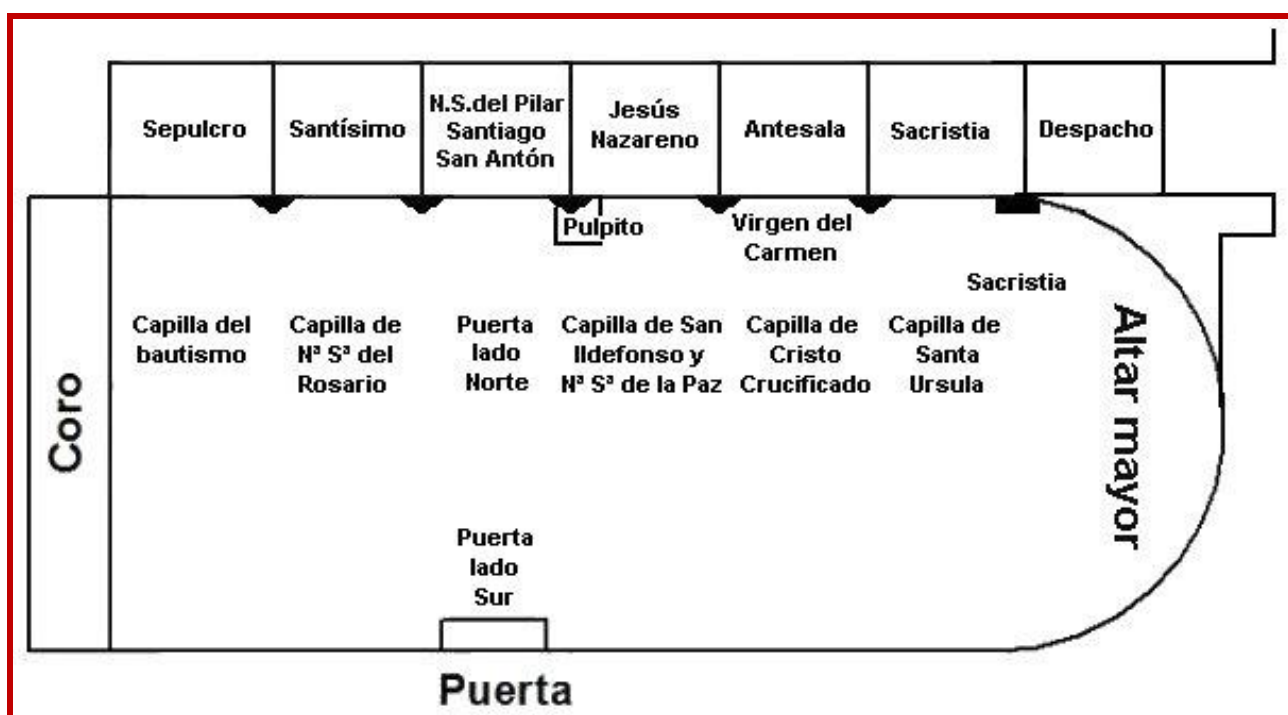 Sepulcro
Santísimo
N.S.del Pilar
Santiago
San Antón
Jesús
Nazareno
Antesala
Sacristia
Despacho
Pulpito
Virgen del
Carmen
Sacristia
Capilla del
bautismo
Capilla de
Nª Sª del
Rosario
Puerta
lado
Norte
Capilla de San
Ildefonso y
Nª Sª de la Paz
Capilla de
Cristo
Crucificado
Capilla de
Santa
Ursula
Coro
Altar mayor
Puerta
lado
Sur
Puerta